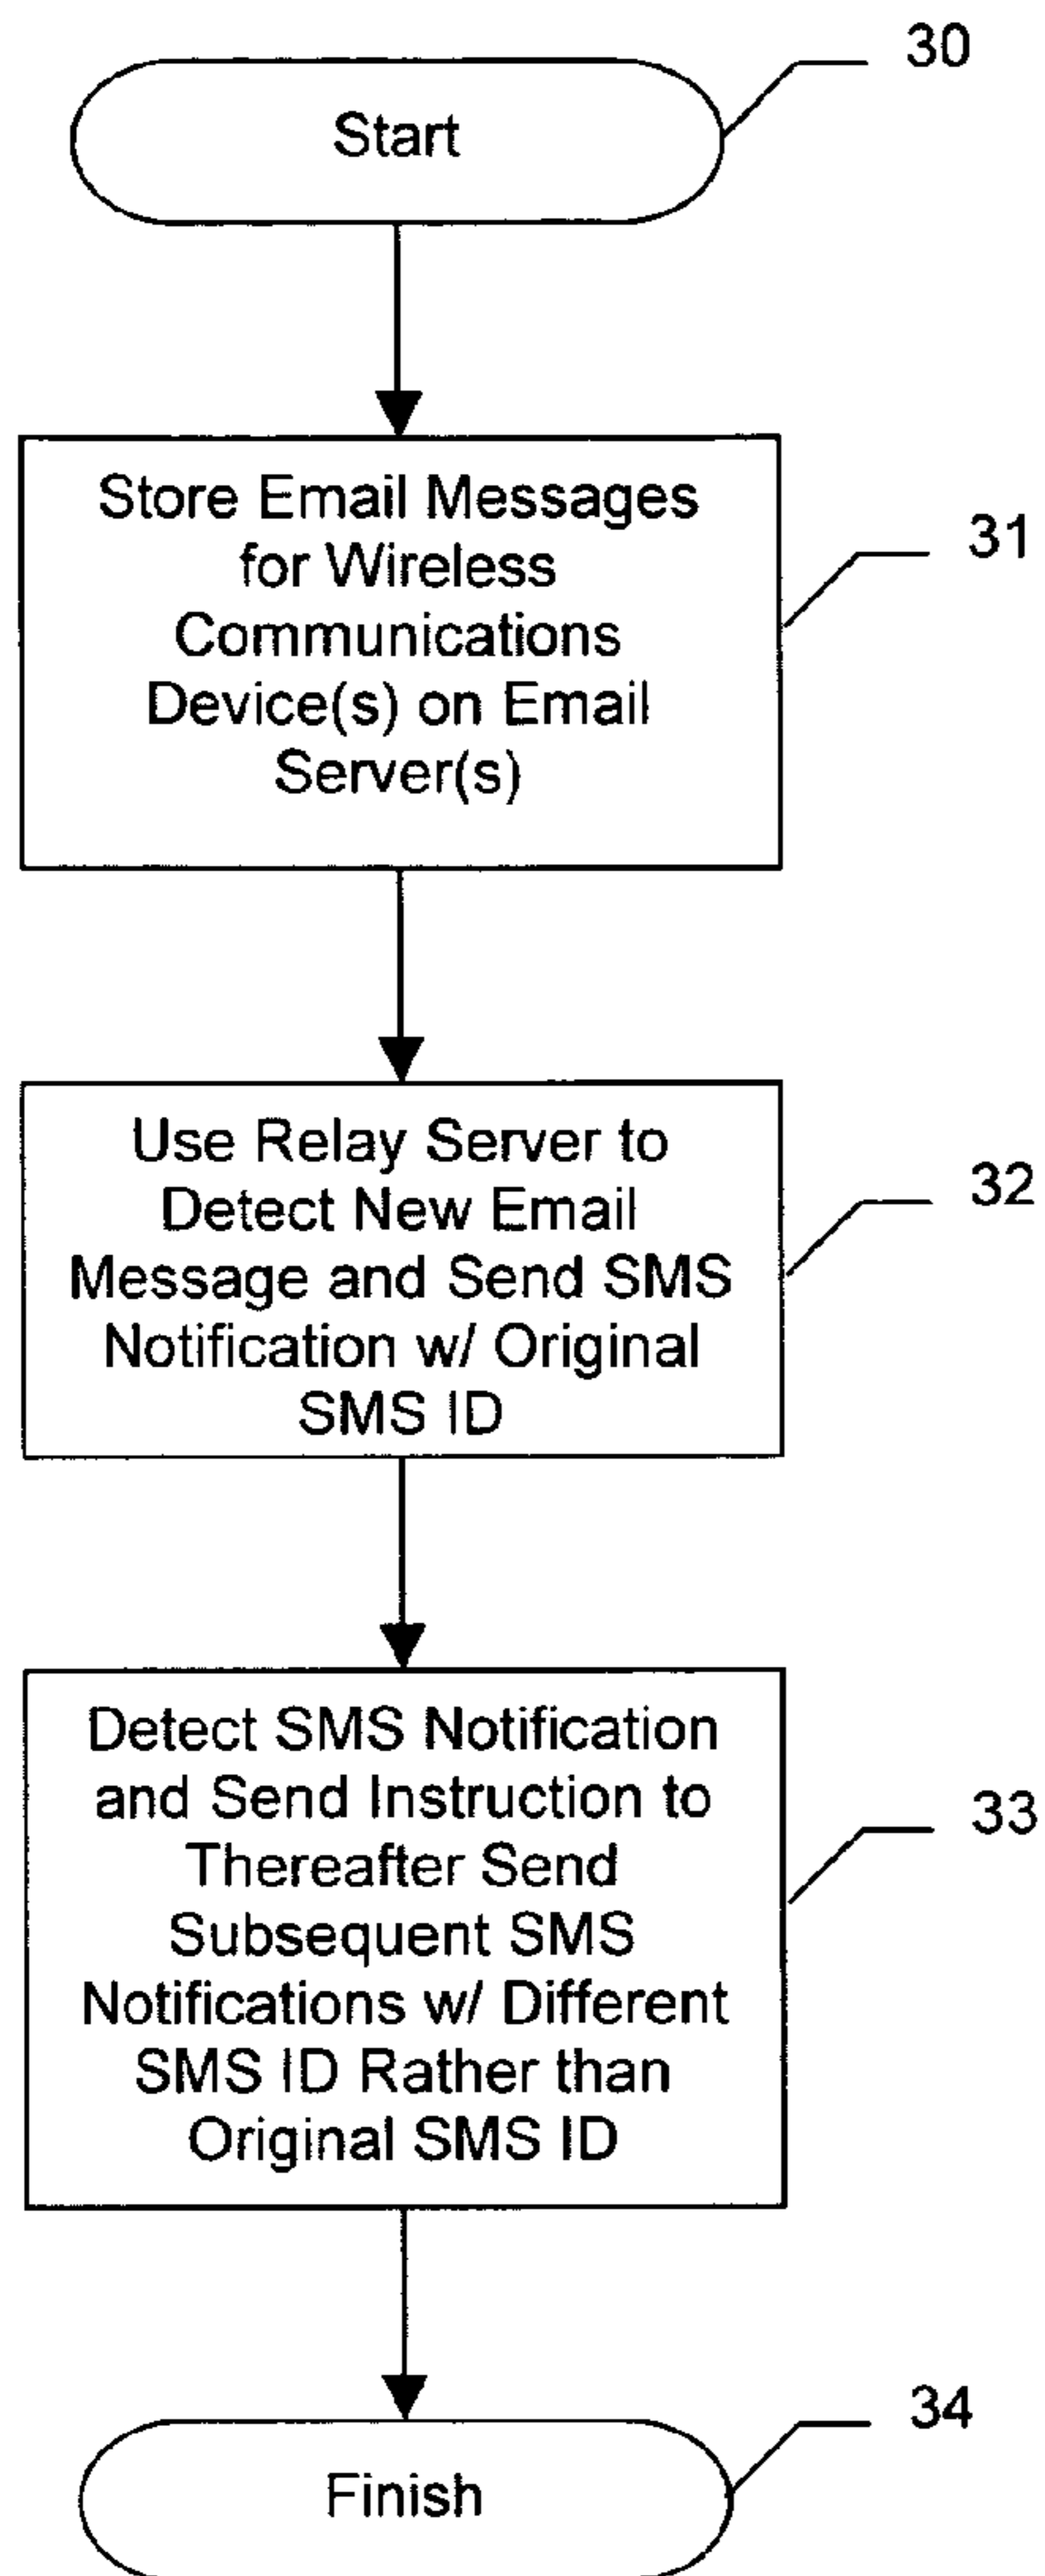 30
Start
Store Email Messages
for Wireless
Communications
Device(s) on Email
Server(s)
31
Use Relay Server to
Detect New Email
Message and Send SMS
Notification w/ Original
SMS ID
32
Detect SMS Notification
and Send Instruction to
Thereafter Send
Subsequent SMS
Notifications w/ Different
SMS ID Rather than
Original SMS ID
33
34
Finish